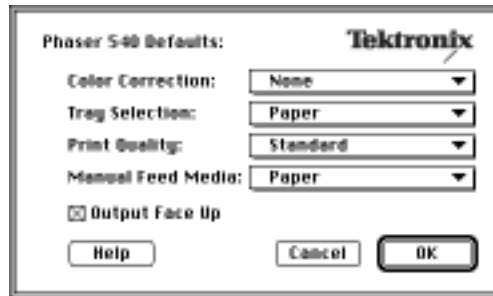 Phaser 540 Defaults: Tektronix
Color Correction: None
Tray Selection: Paper
Print Quality: Standard
Manual Feed Media: Paper
Output Face Up
Help Cancel OK